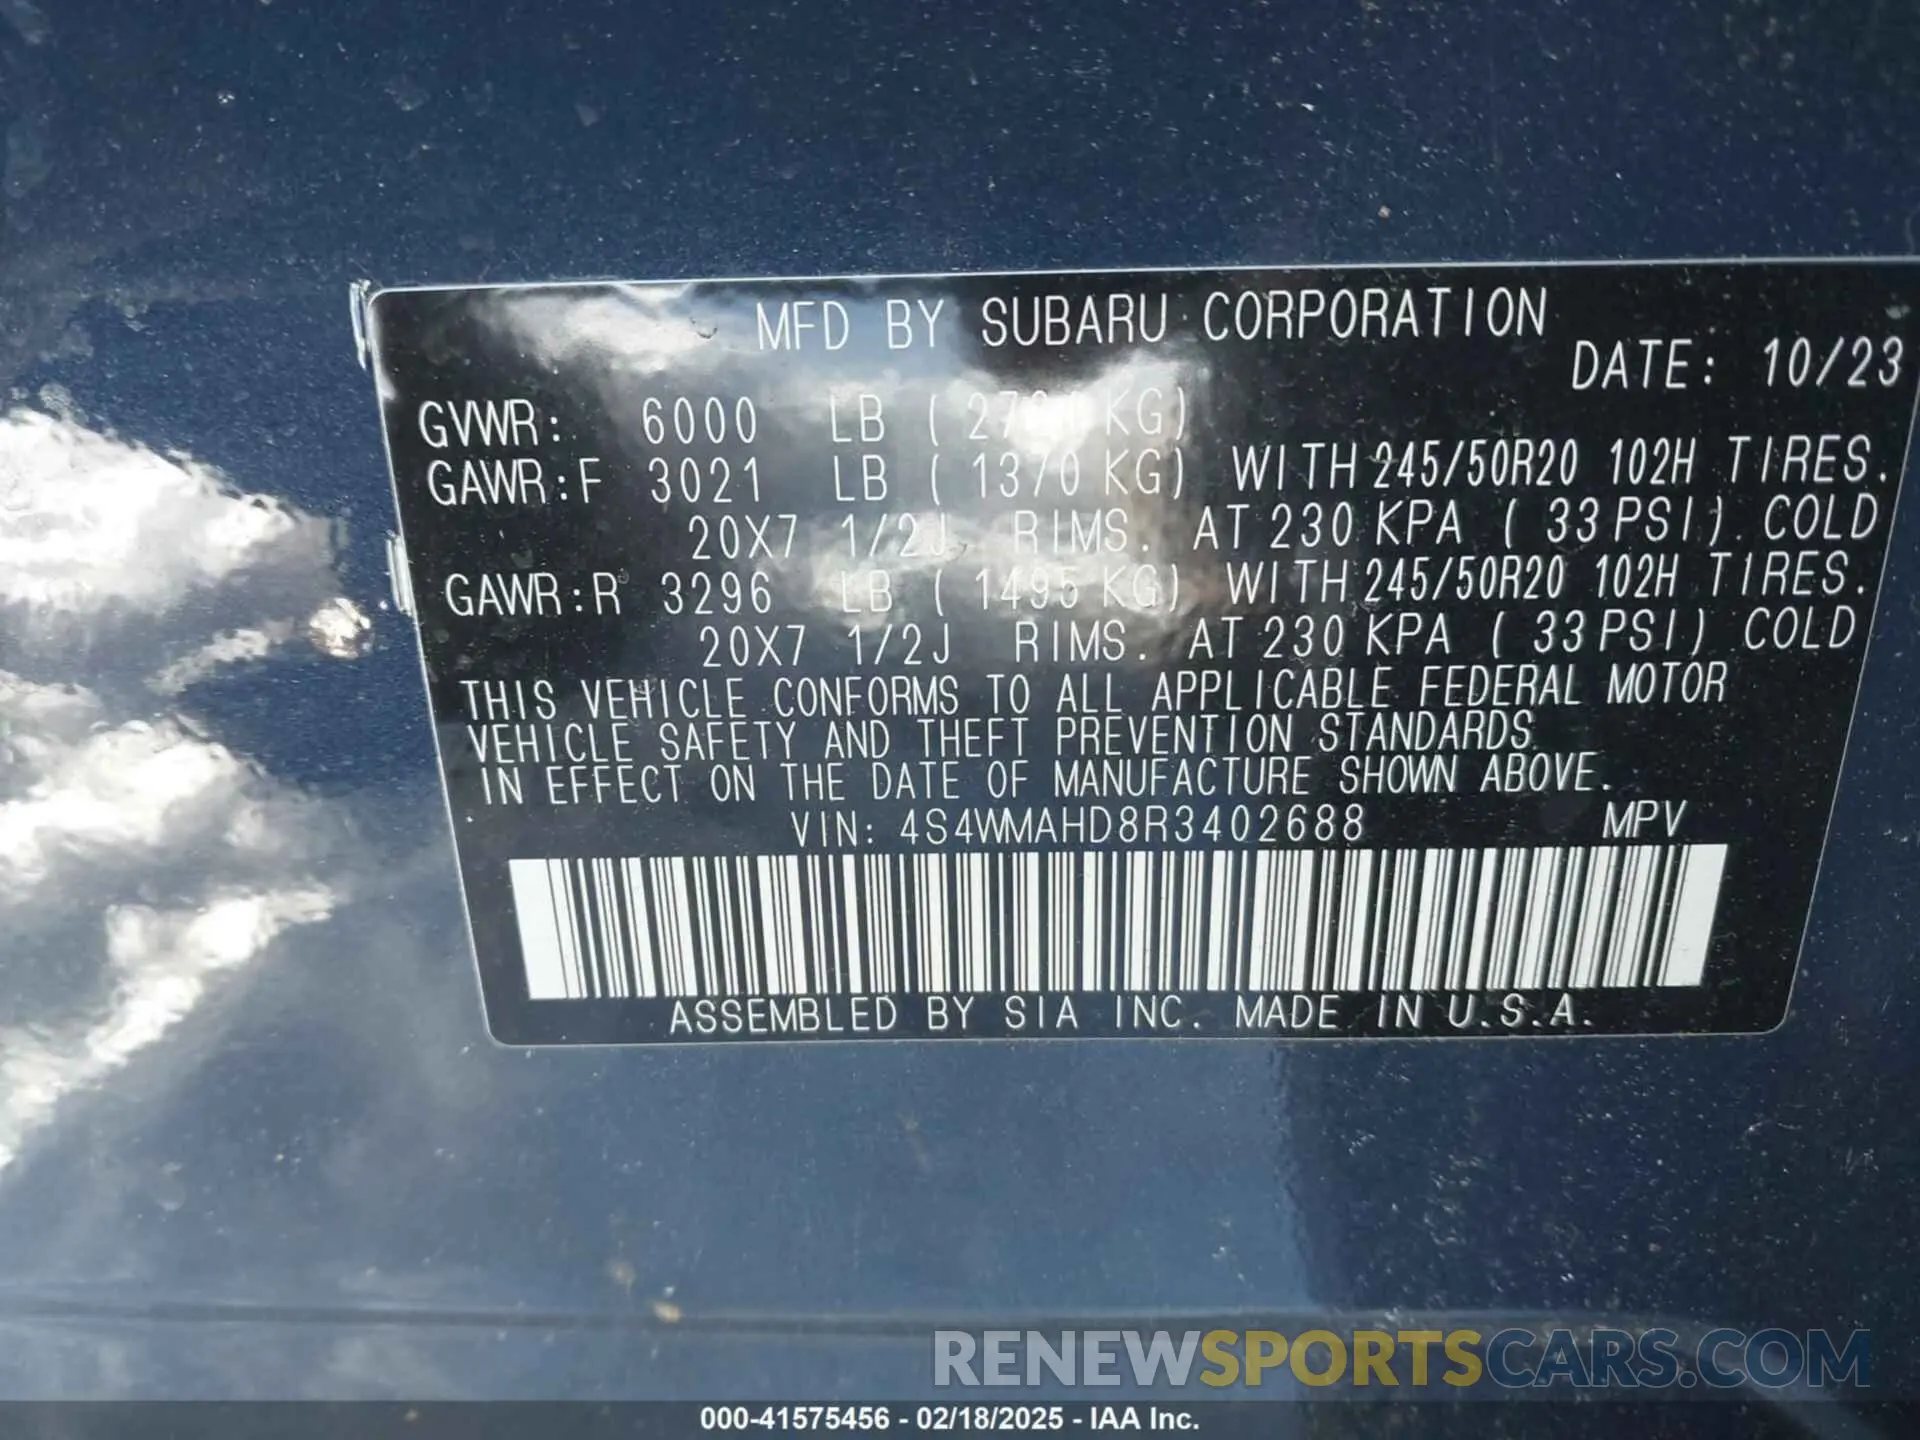 MFD BY SUBARU CORPORATION
DATE: 10/23
GVWR: 6000 LB ( KG)
GAWR:F 3021 LB ( 1370 KG) WITH 245/50R20 102H TIRES.
20X7 1/2J RIMS. AT 230 KPA ( 33 PSI). COLD
GAWR:R 3296 LB ( 1495 KG) WITH 245/50R20 102H TIRES.
20X7 1/2J RIMS. AT 230 KPA ( 33 PSI) COLD
THIS VEHICLE CONFORMS TO ALL APPLICABLE FEDERAL MOTOR
VEHICLE SAFETY AND THEFT PREVENTION STANDARDS
IN EFFECT ON THE DATE OF MANUFACTURE SHOWN ABOVE.
VIN: 4S4WMAHD8R3402688 MPV
ASSEMBLED BY SIA INC. MADE IN U.S.A.
RENEWSPORTSCARS.COM
000-41575456 - 02/18/2025 - IAA Inc.